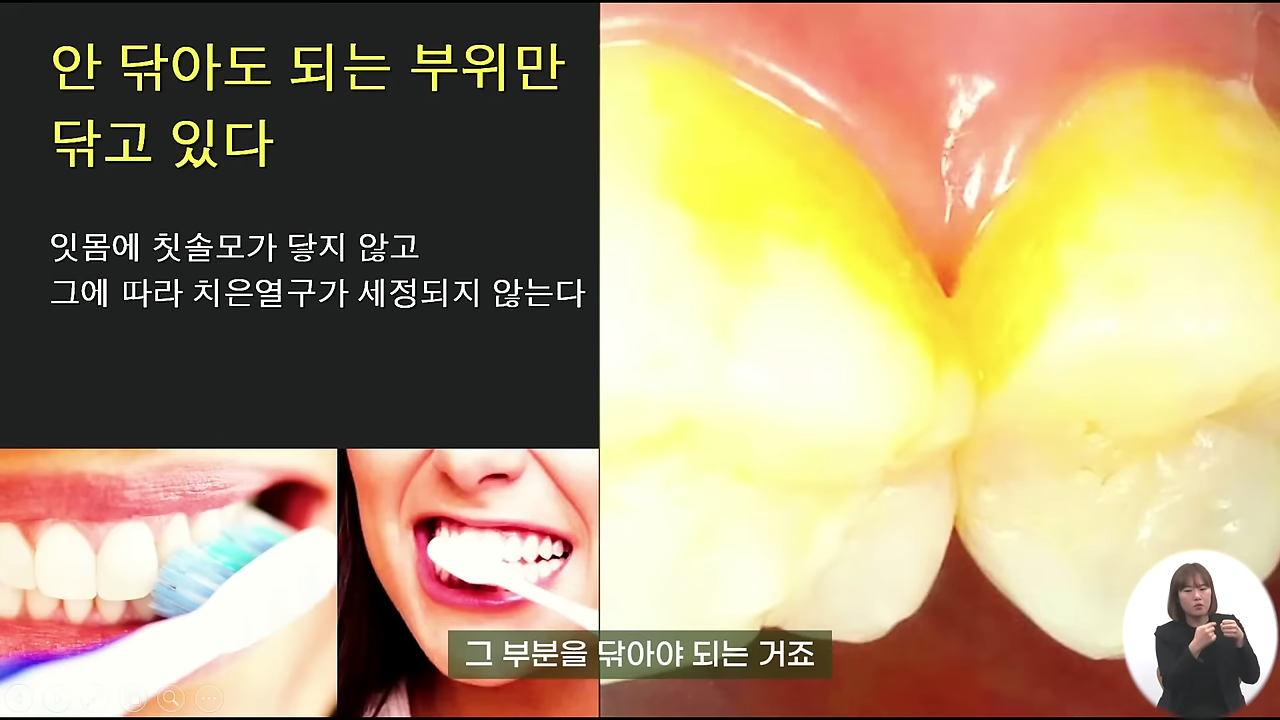 안 닦아도 되는 부위만
닦고 있다
잇몸에 칫솔모가 닿지 않고
그에 따라 치은열구가 세정되지 않는다
그 부분을 닦아야 되는 거죠